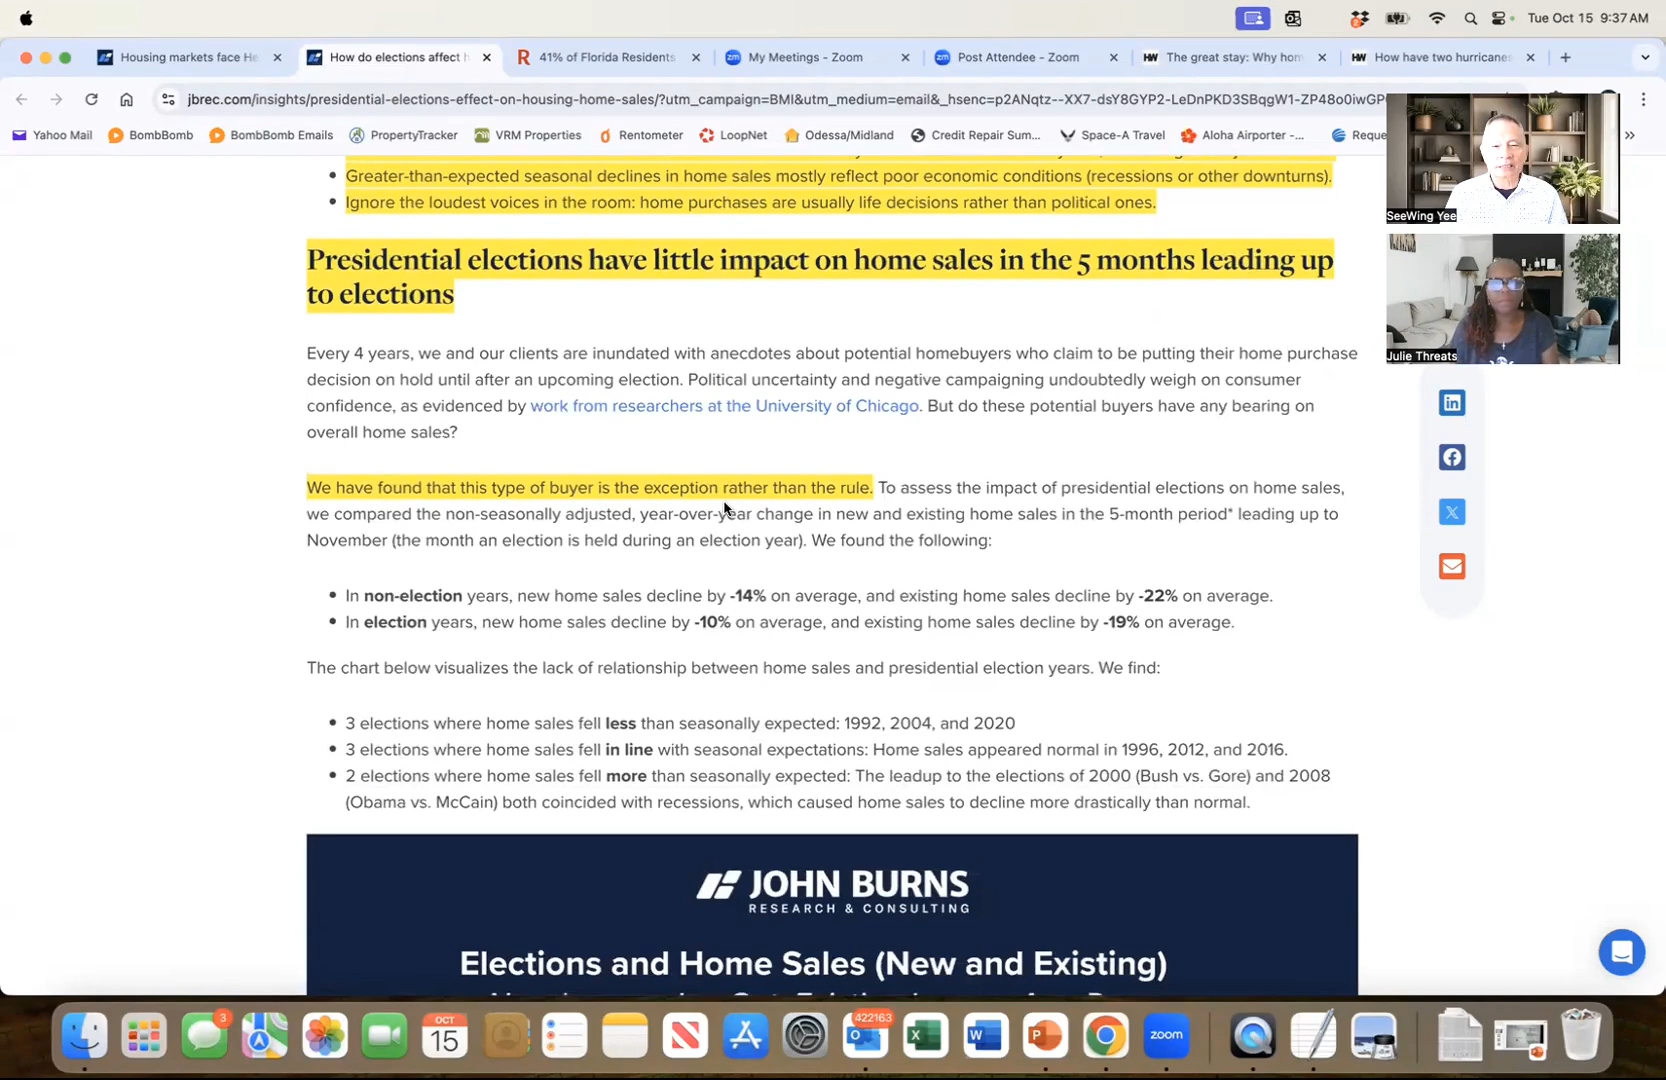 Tue Oct 15 9:37 AM
Housing markets face He
How do elections affect h
41% of Florida Residents
My Meetings - Zoom
Post Attendee - Zoom
The great stay: Why hom
How have two hurricane
jbrec.com/insights/presidential-elections-effect-on-housing-home-sales/?utm_campaign=BMI&utm_medium=email&_hsenc=p2ANqtz--XX7-dsY8GYP2-LeDnPKD3SBqgW1-ZP48o0iwGP
Yahoo Mail
BombBomb
BombBomb Emails
PropertyTracker
VRM Properties
Rentometer
LoopNet
Odessa/Midland
Credit Repair Sum...
Space-A Travel
Aloha Airporter -...
Reque
SeeWing Yee
Julie Threats
• Greater-than-expected seasonal declines in home sales mostly reflect poor economic conditions (recessions or other downturns).
• Ignore the loudest voices in the room: home purchases are usually life decisions rather than political ones.
Presidential elections have little impact on home sales in the 5 months leading up
to elections
Every 4 years, we and our clients are inundated with anecdotes about potential homebuyers who claim to be putting their home purchase
decision on hold until after an upcoming election. Political uncertainty and negative campaigning undoubtedly weigh on consumer
confidence, as evidenced by work from researchers at the University of Chicago. But do these potential buyers have any bearing on
overall home sales?
We have found that this type of buyer is the exception rather than the rule. To assess the impact of presidential elections on home sales,
we compared the non-seasonally adjusted, year-over-year change in new and existing home sales in the 5-month period* leading up to
November (the month an election is held during an election year). We found the following:
• In non-election years, new home sales decline by -14% on average, and existing home sales decline by -22% on average.
• In election years, new home sales decline by -10% on average, and existing home sales decline by -19% on average.
The chart below visualizes the lack of relationship between home sales and presidential election years. We find:
• 3 elections where home sales fell less than seasonally expected: 1992, 2004, and 2020
• 3 elections where home sales fell in line with seasonal expectations: Home sales appeared normal in 1996, 2012, and 2016.
• 2 elections where home sales fell more than seasonally expected: The leadup to the elections of 2000 (Bush vs. Gore) and 2008
(Obama vs. McCain) both coincided with recessions, which caused home sales to decline more drastically than normal.
JOHN BURNS
RESEARCH & CONSULTING
Elections and Home Sales (New and Existing)
3
OCT
15
422163
zoom